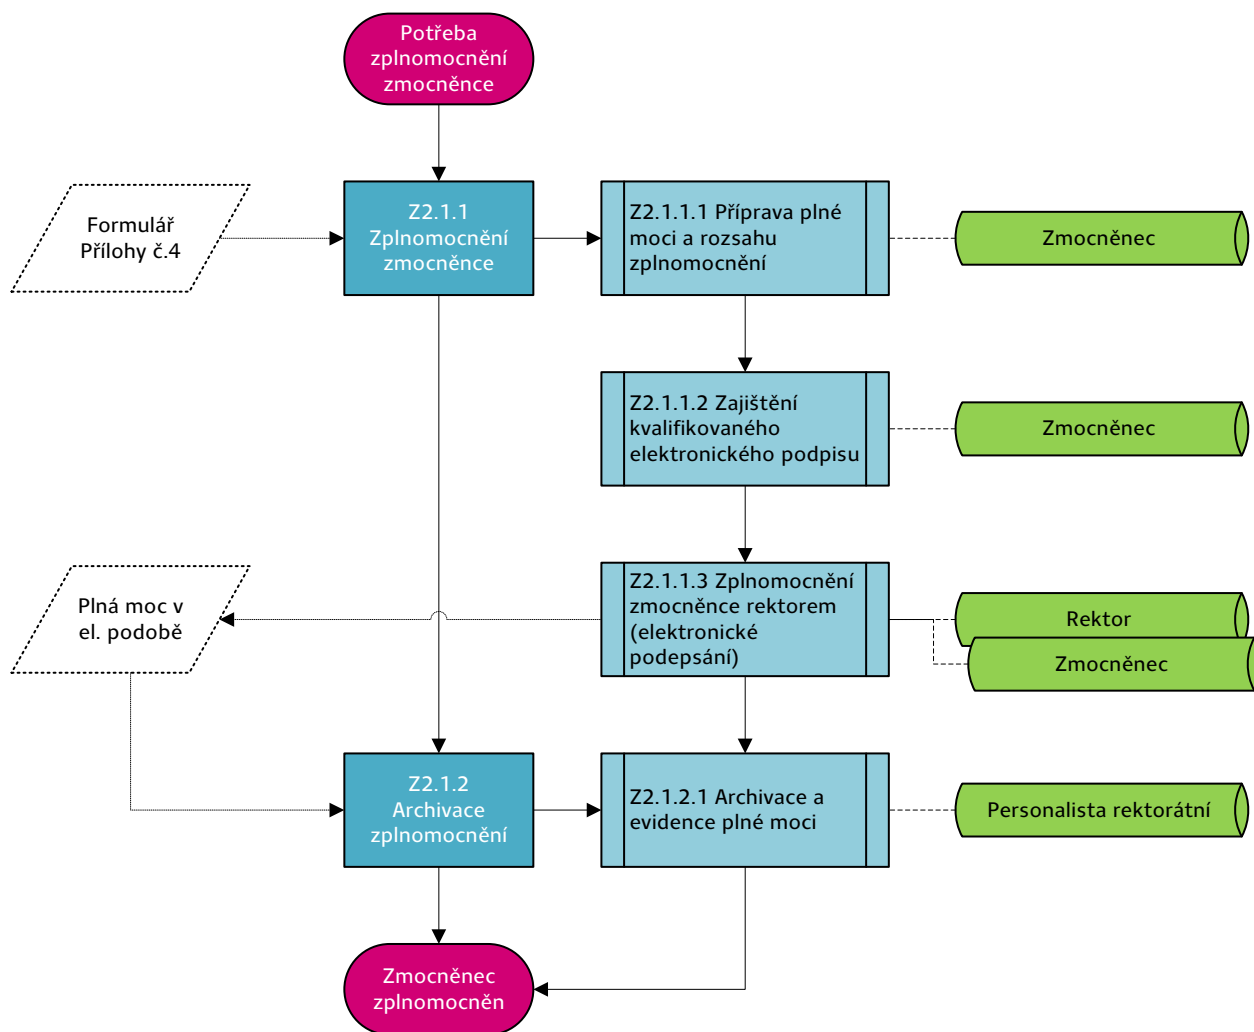 Potřeba
zplnomocnění
zmocněnce
Formulář
Přílohy č.4
Z2.1.1
Zplnomocnění
zmocněnce
Z2.1.1.1 Příprava plné
moci a rozsahu
zplnomocnění
Zmocněnec
Z2.1.1.2 Zajištění
kvalifikovaného
elektronického podpisu
Zmocněnec
Plná moc v
el. podobě
Z2.1.1.3 Zplnomocnění
zmocněnce rektorem
(elektronické
podepsání)
Rektor
Zmocněnec
Z2.1.2
Archivace
zplnomocnění
Z2.1.2.1 Archivace a
evidence plné moci
Personalista rektorátní
Zmocněnec
zplnomocněn